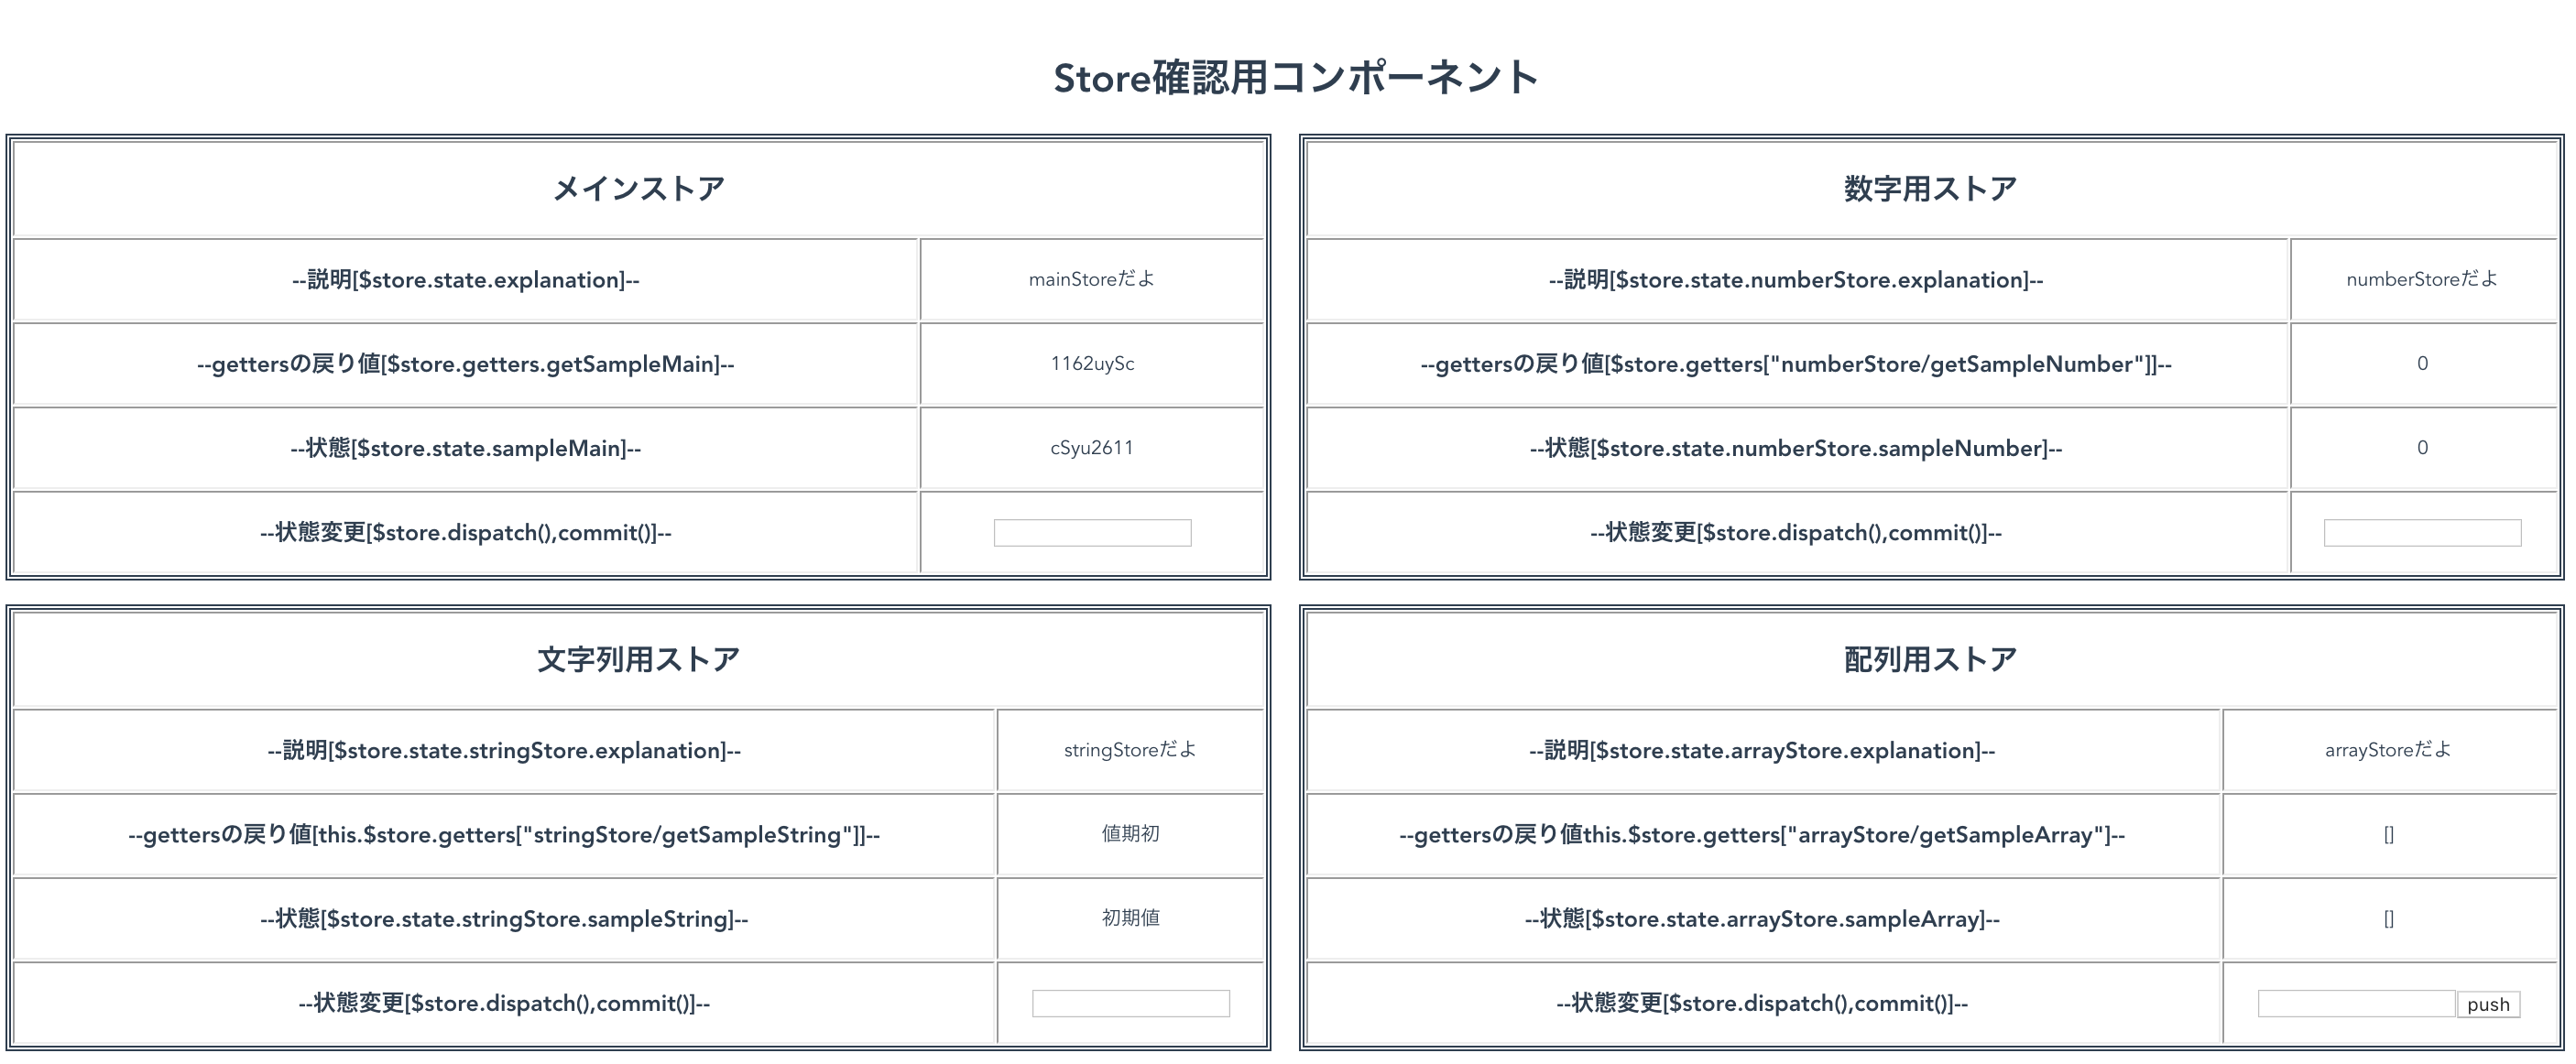 Store確認用コンポーネント
メインストア
--説明[$store.state.explanation]--
mainStoreだよ
--gettersの戻り値[$store.getters.getSampleMain]--
1162uySc
--状態[$store.state.sampleMain]--
cSyu2611
--状態変更[$store.dispatch(),commit()]--
数字用ストア
--説明[$store.state.numberStore.explanation]--
numberStoreだよ
--gettersの戻り値[$store.getters["numberStore/getSampleNumber"]]--
0
--状態[$store.state.numberStore.sampleNumber]--
0
--状態変更[$store.dispatch(),commit()]--
文字列用ストア
--説明[$store.state.stringStore.explanation]--
stringStoreだよ
--gettersの戻り値[this.$store.getters["stringStore/getSampleString"]]--
値期初
--状態[$store.state.stringStore.sampleString]--
初期値
--状態変更[$store.dispatch(),commit()]--
配列用ストア
--説明[$store.state.arrayStore.explanation]--
arrayStoreだよ
--gettersの戻り値this.$store.getters["arrayStore/getSampleArray"]--
[]
--状態[$store.state.arrayStore.sampleArray]--
[]
--状態変更[$store.dispatch(),commit()]--
push